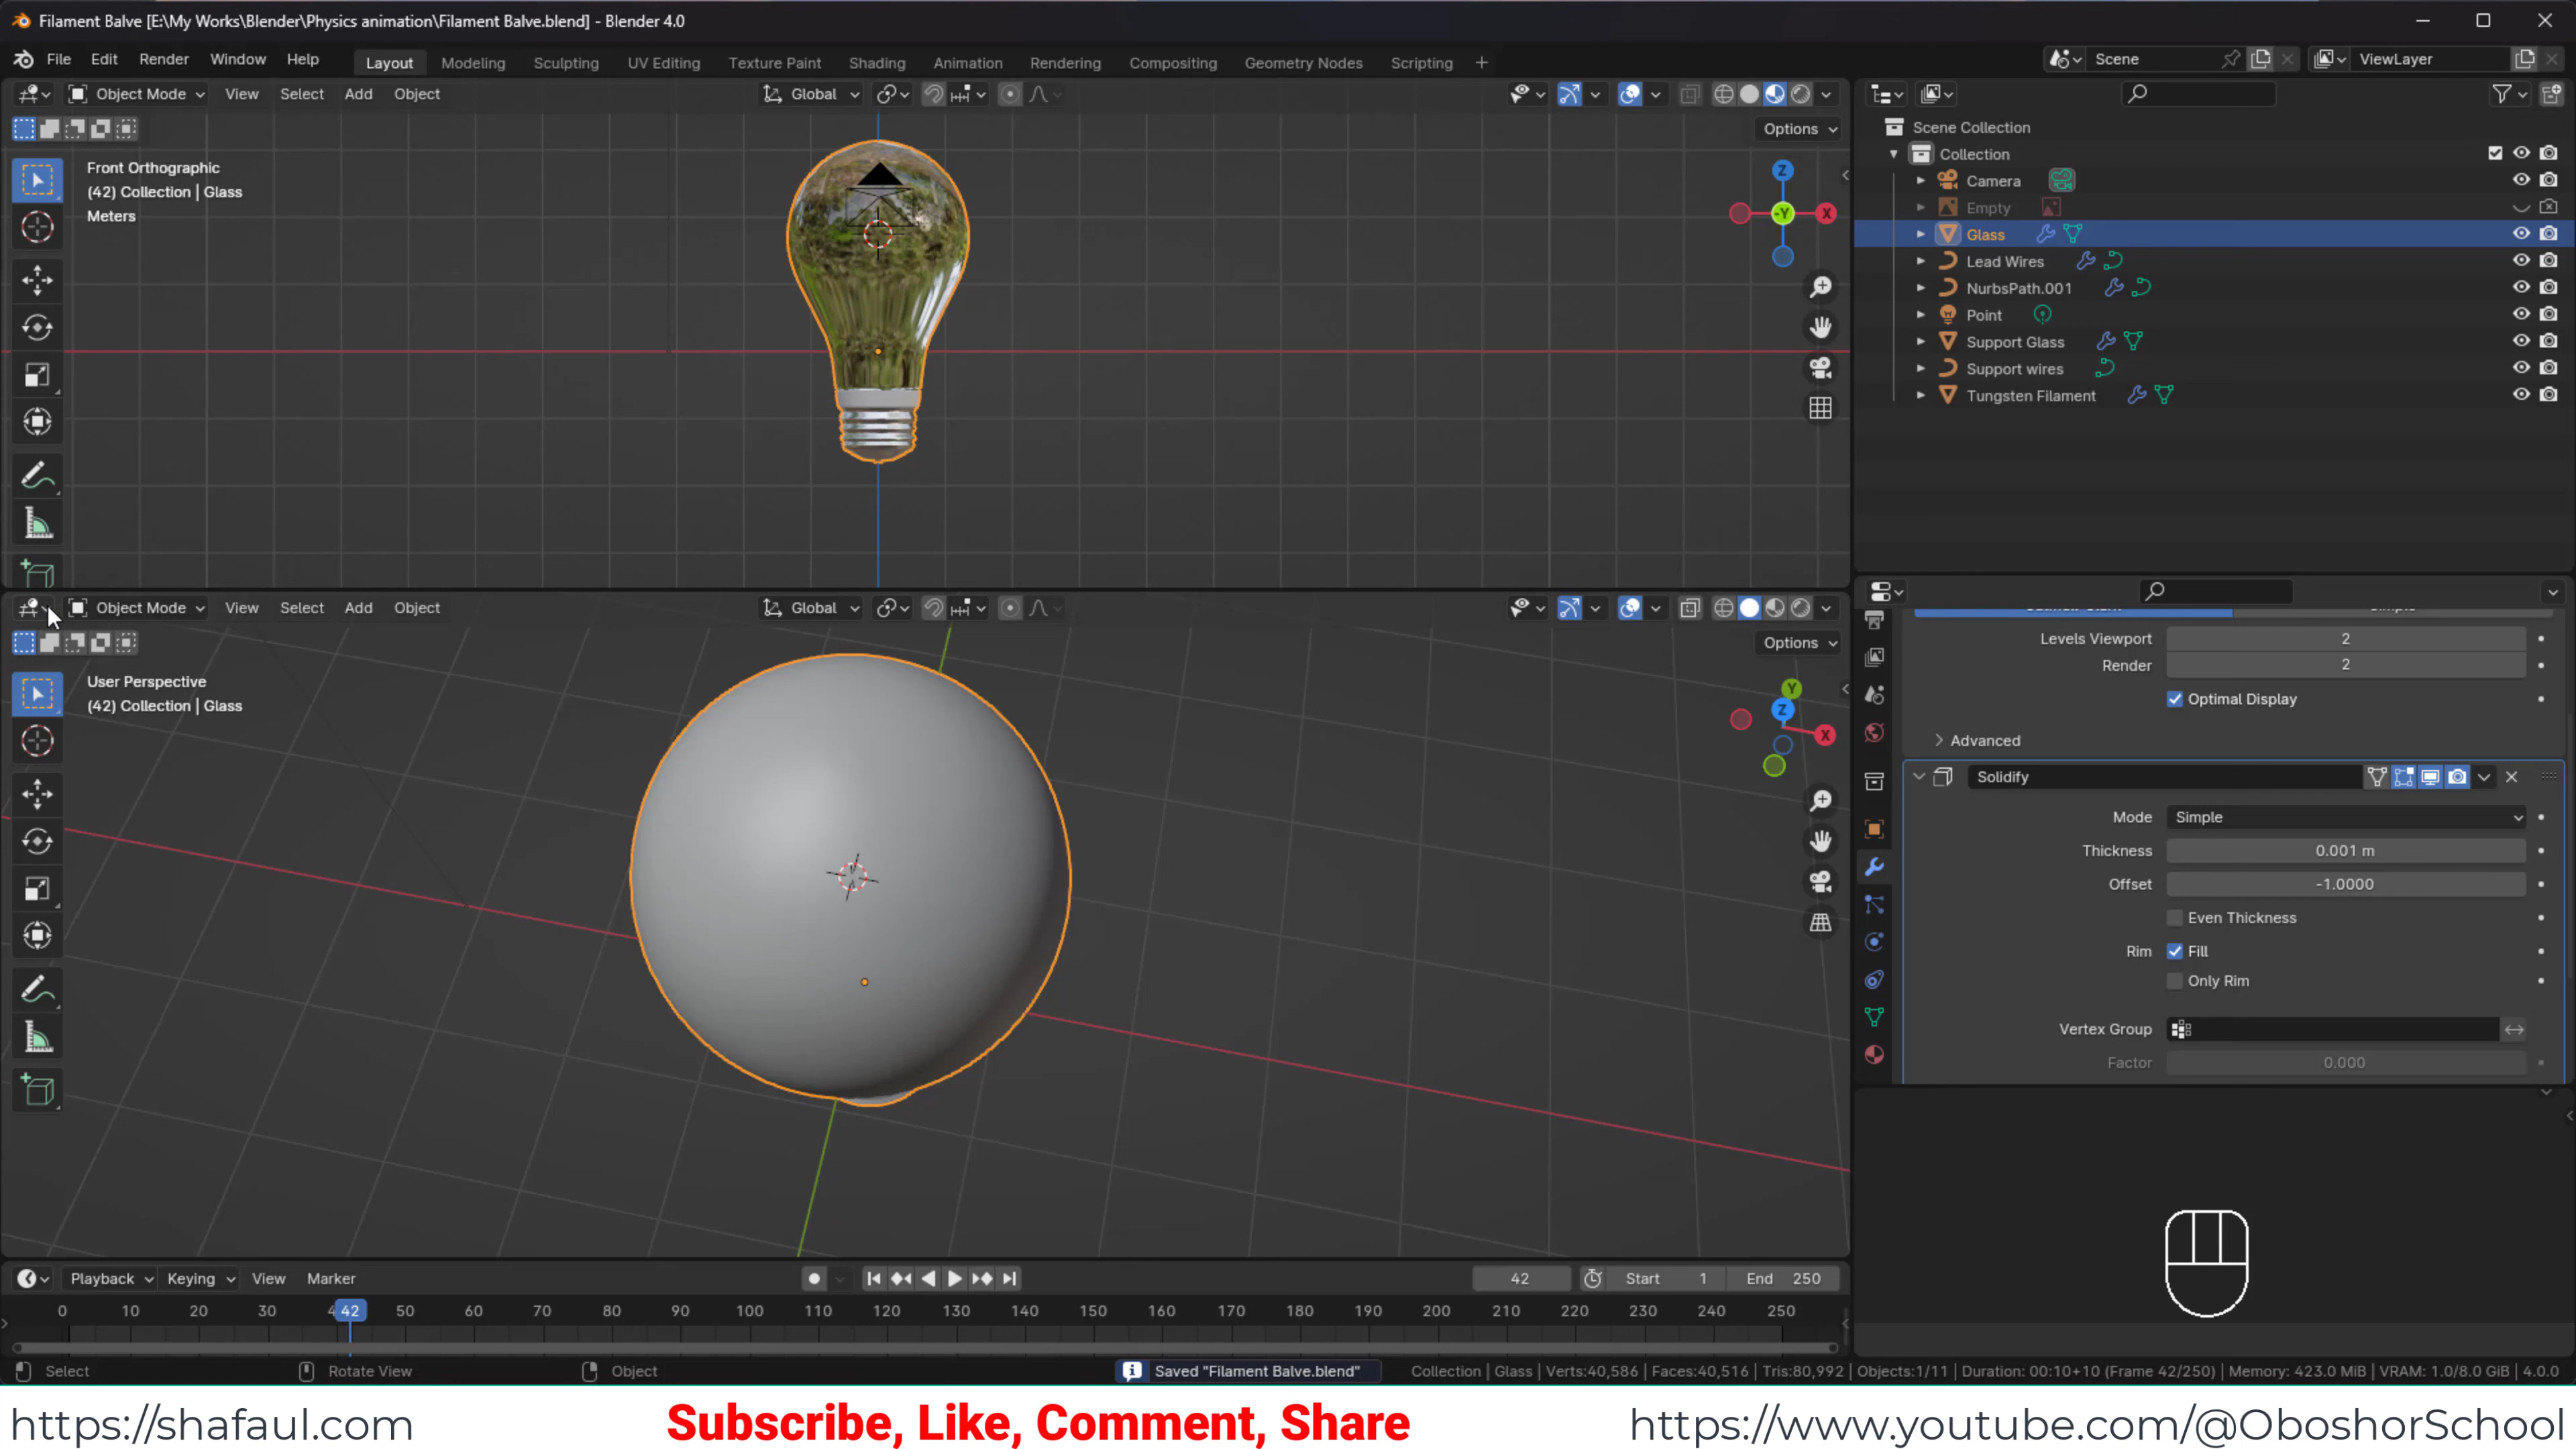 Filament Balve [E:\My Works\Blender\Physics animation\Filament Balve.blend] - Blender 4.0
File Edit Render Window Help Layout Modeling Sculpting UV Editing Texture Paint Shading Animation Rendering Compositing Geometry Nodes Scripting + Scene ViewLayer
Object Mode View Select Add Object Global
Options
Front Orthographic
(42) Collection | Glass
Meters
Z
-Y X
Scene Collection
Collection
Camera
Empty
Glass
Lead Wires
NurbsPath.001
Point
Support Glass
Support wires
Tungsten Filament
Object Mode View Select Add Object Global
Options
User Perspective
(42) Collection | Glass
Y
Z
X
Levels Viewport 2
Render 2
Optimal Display
Advanced
Solidify
Mode Simple
Thickness 0.001 m
Offset -1.0000
Even Thickness
Rim Fill
Only Rim
Vertex Group
Factor 0.000
Playback Keying View Marker 42 Start 1 End 250
0 10 20 30 42 50 60 70 80 90 100 110 120 130 140 150 160 170 180 190 200 210 220 230 240 250
Select Rotate View Object Saved "Filament Balve.blend" Collection | Glass | Verts:40,586 | Faces:40,516 | Tris:80,992 | Objects:1/11 | Duration: 00:10+10 (Frame 42/250) | Memory: 423.0 MiB | VRAM: 1.0/8.0 GiB | 4.0.0
https://shafaul.com Subscribe, Like, Comment, Share https://www.youtube.com/@OboshorSchool